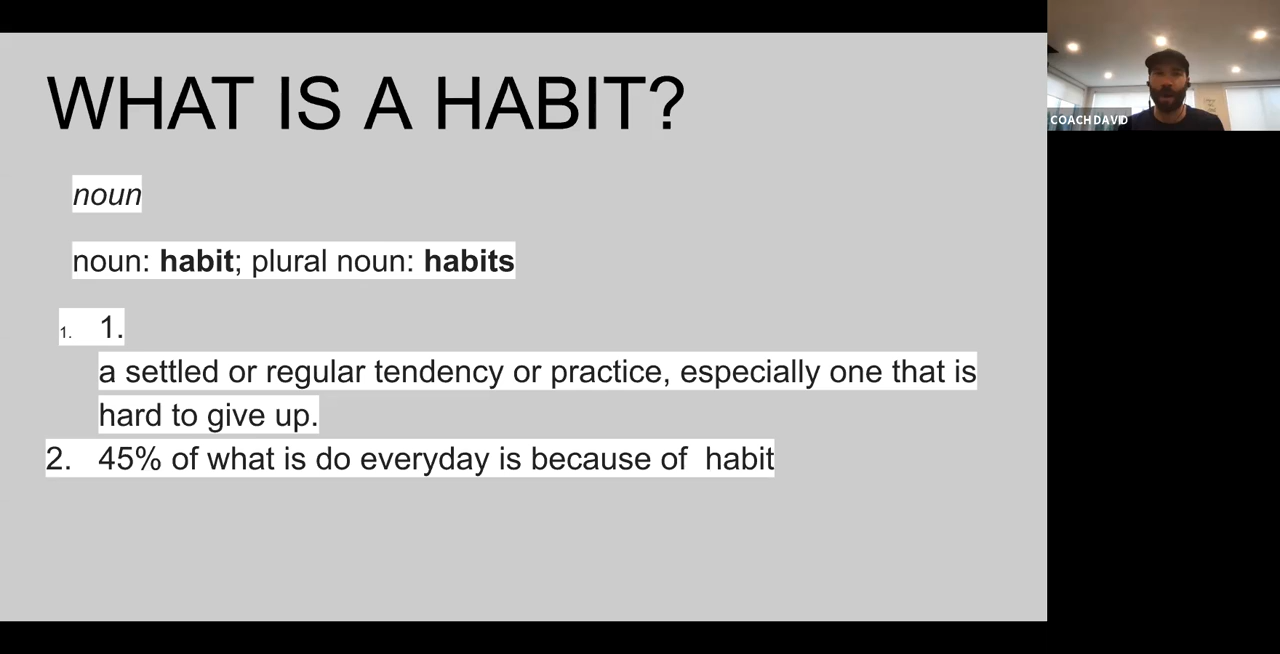 WHAT IS A HABIT?
noun
noun: habit; plural noun: habits
1. 1.
a settled or regular tendency or practice, especially one that is
hard to give up.
2. 45% of what is do everyday is because of  habit
COACH DAVID